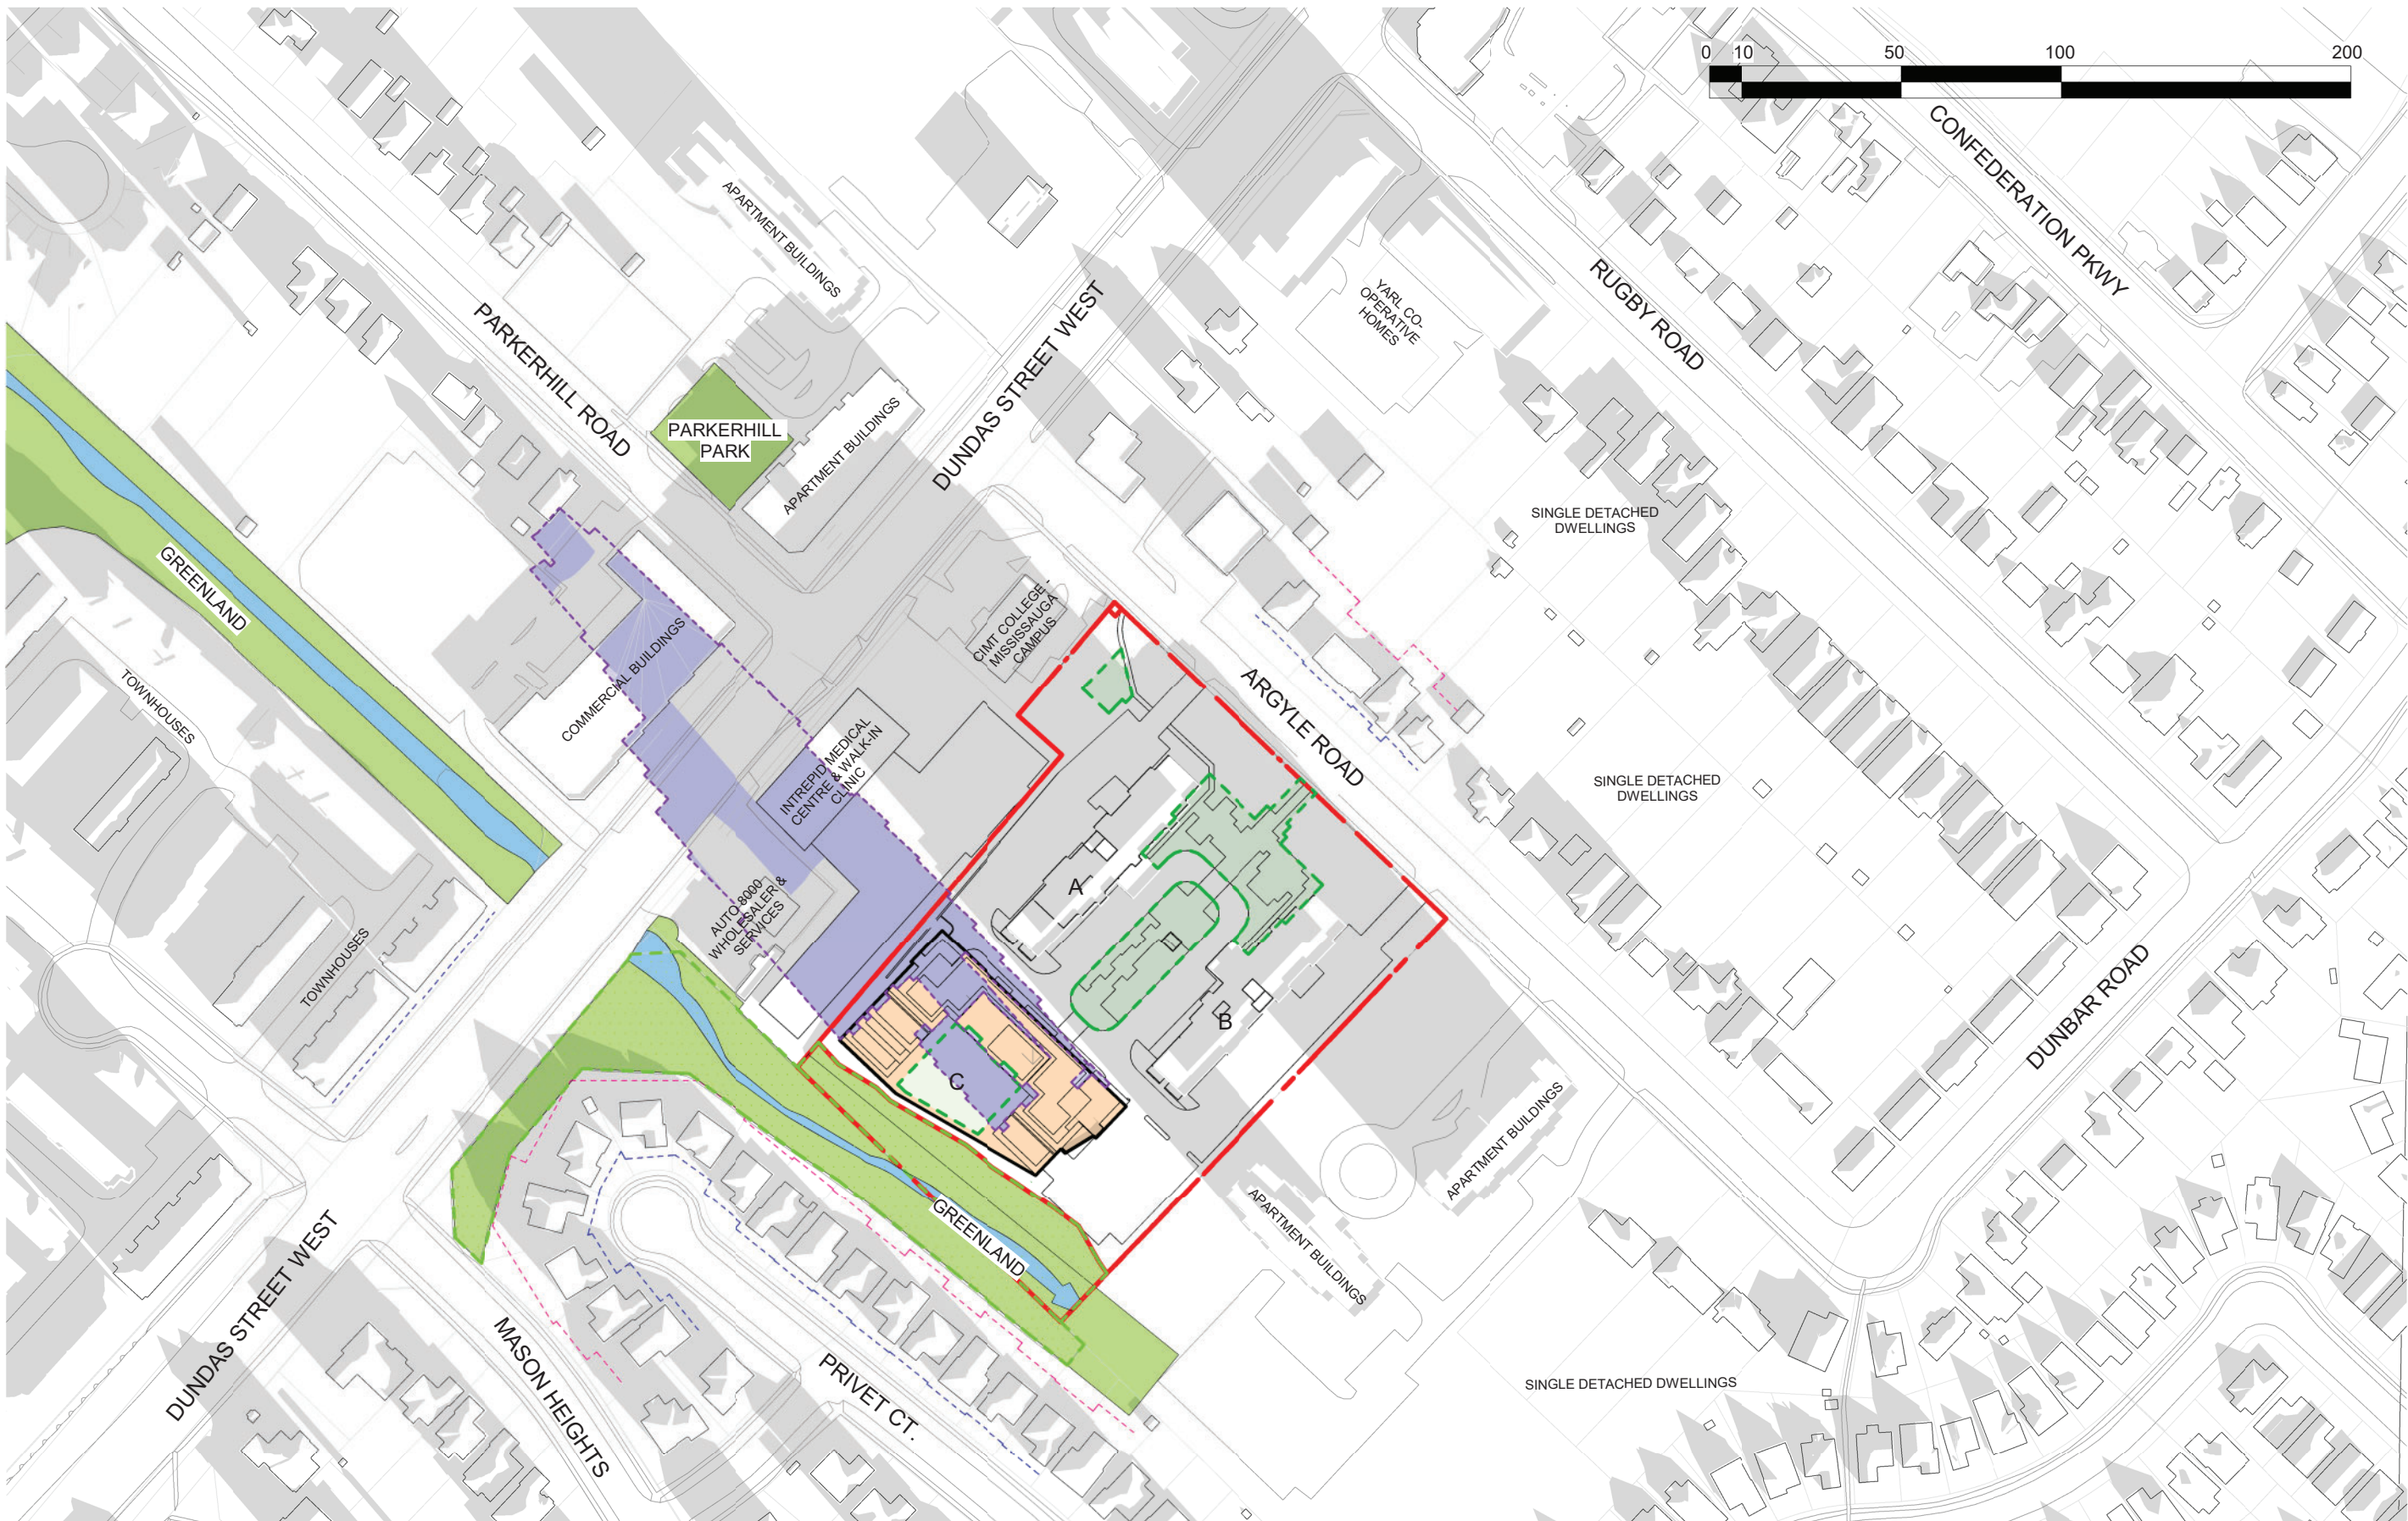 0 10 50 100 200
CONFEDERATION PKWY
APARTMENT BUILDINGS
PARKERHILL ROAD
DUNDAS STREET WEST
YARL CO-
OPERATIVE
HOMES
RUGBY ROAD
PARKERHILL
PARK
APARTMENT BUILDINGS
SINGLE DETACHED
DWELLINGS
GREENLAND
CIMT COLLEGE -
MISSISSAUGA
CAMPUS
COMMERCIAL BUILDINGS
TOWNHOUSES
ARGYLE ROAD
INTREPID MEDICAL
CENTRE & WALK-IN
CLINIC
SINGLE DETACHED
DWELLINGS
A
AUTO 8000
WHOLESALER &
SERVICES
TOWNHOUSES
B
DUNBAR ROAD
C
APARTMENT BUILDINGS
GREENLAND
APARTMENT BUILDINGS
DUNDAS STREET WEST
MASON HEIGHTS
PRIVET CT.
SINGLE DETACHED DWELLINGS